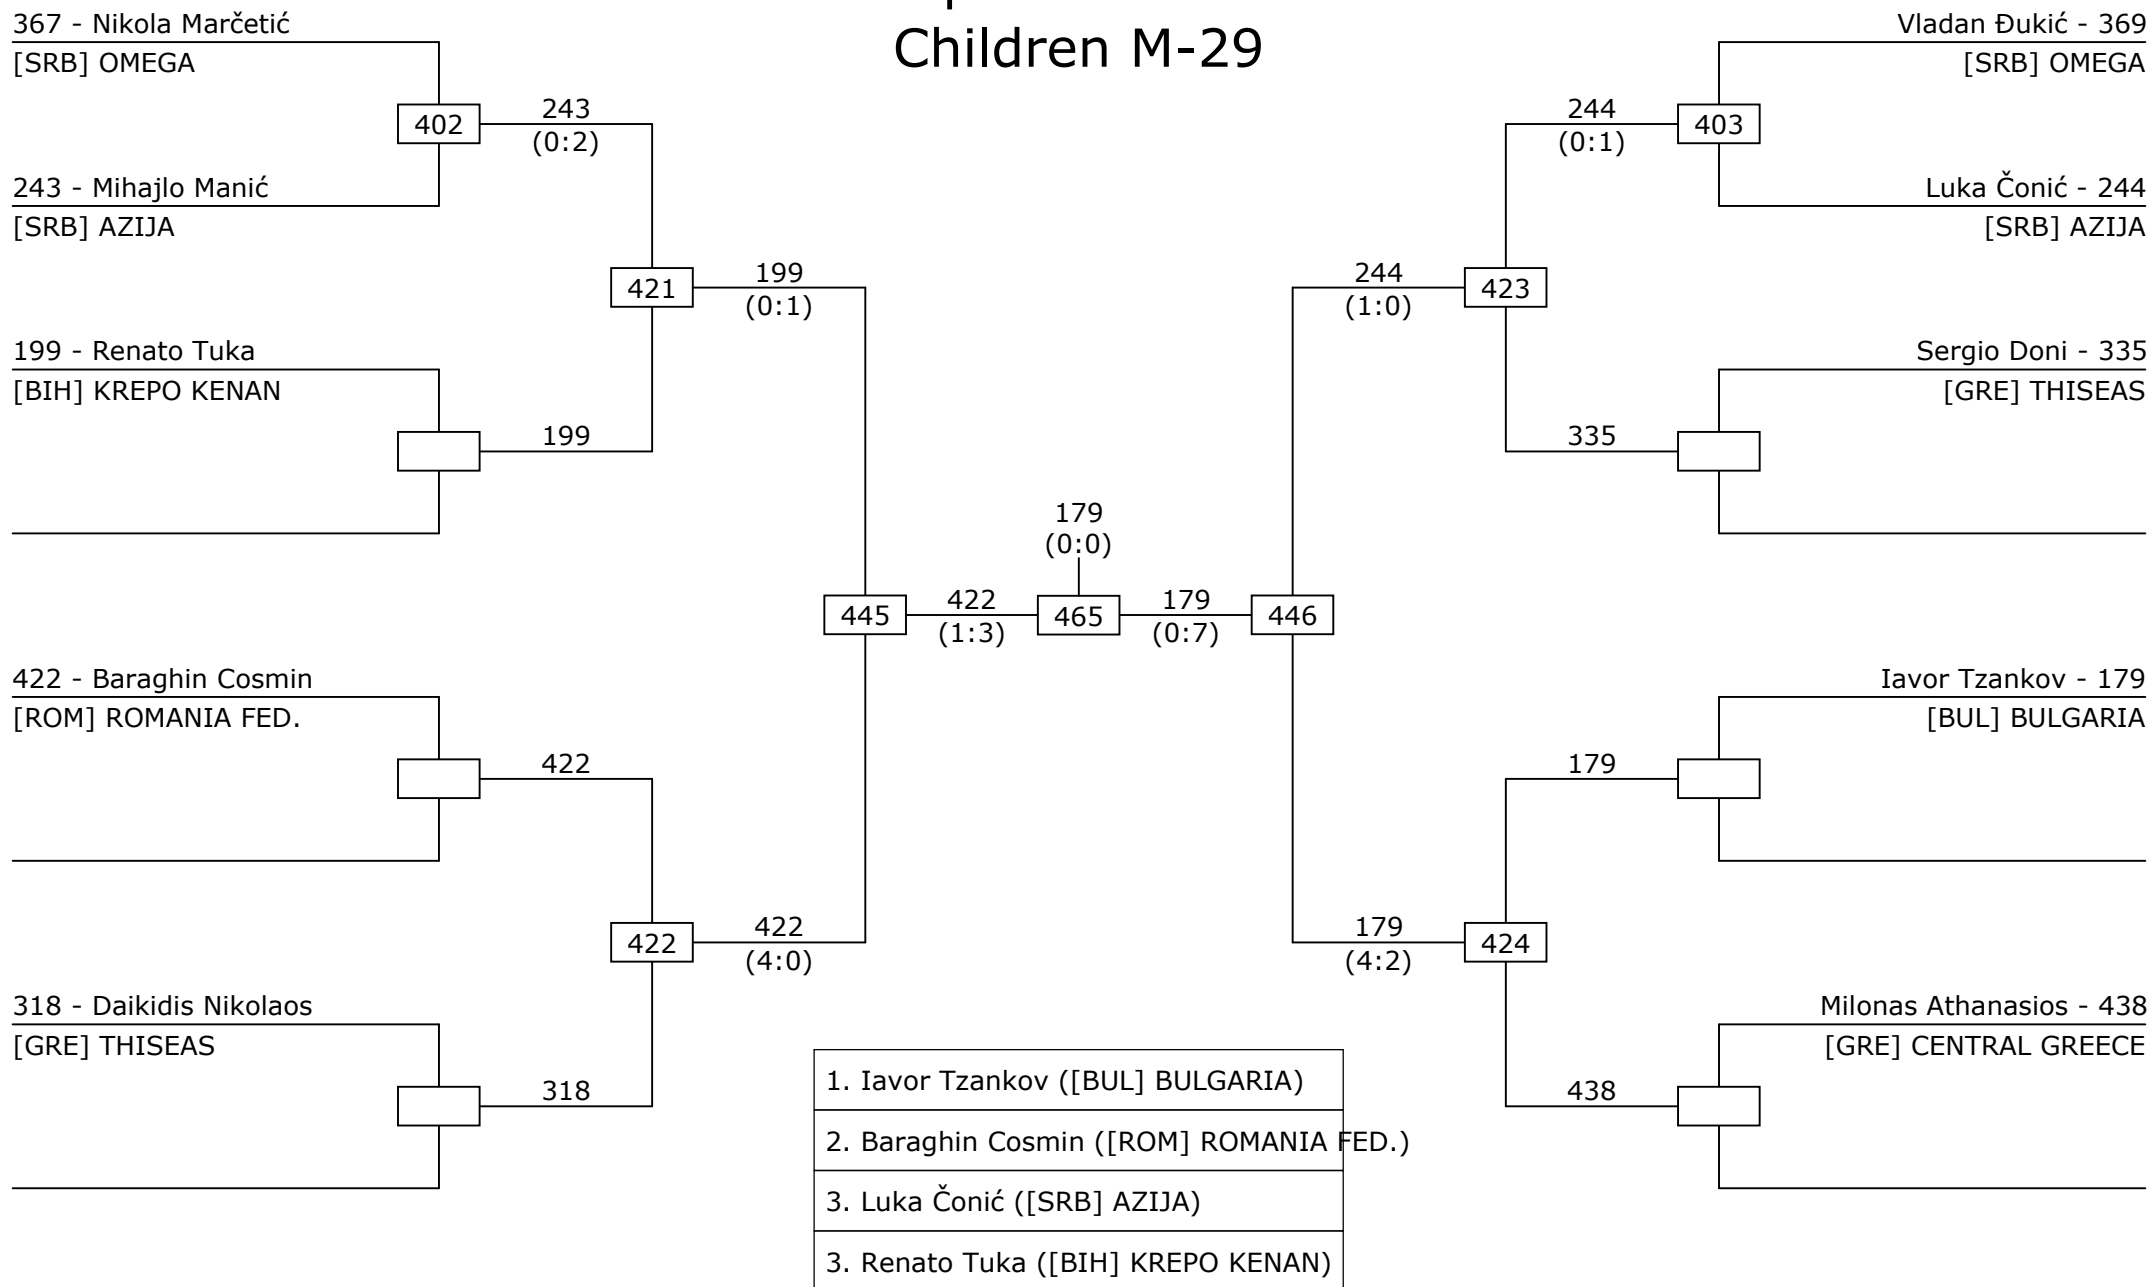 Children M-29
367 - Nikola Marčetić
[SRB] OMEGA
402
243
(0:2)
243 - Mihajlo Manić
[SRB] AZIJA
421
199
(0:1)
199 - Renato Tuka
[BIH] KREPO KENAN
199
445
422
(1:3)
422 - Baraghin Cosmin
[ROM] ROMANIA FED.
422
422
422
(4:0)
318 - Daikidis Nikolaos
[GRE] THISEAS
318
179
(0:0)
465
179
(0:7)
446
Vladan Đukić - 369
[SRB] OMEGA
244
(0:1)
403
Luka Čonić - 244
[SRB] AZIJA
244
(1:0)
423
Sergio Doni - 335
[GRE] THISEAS
335
Iavor Tzankov - 179
[BUL] BULGARIA
179
179
(4:2)
424
Milonas Athanasios - 438
[GRE] CENTRAL GREECE
438
1. Iavor Tzankov ([BUL] BULGARIA)
2. Baraghin Cosmin ([ROM] ROMANIA FED.)
3. Luka Čonić ([SRB] AZIJA)
3. Renato Tuka ([BIH] KREPO KENAN)